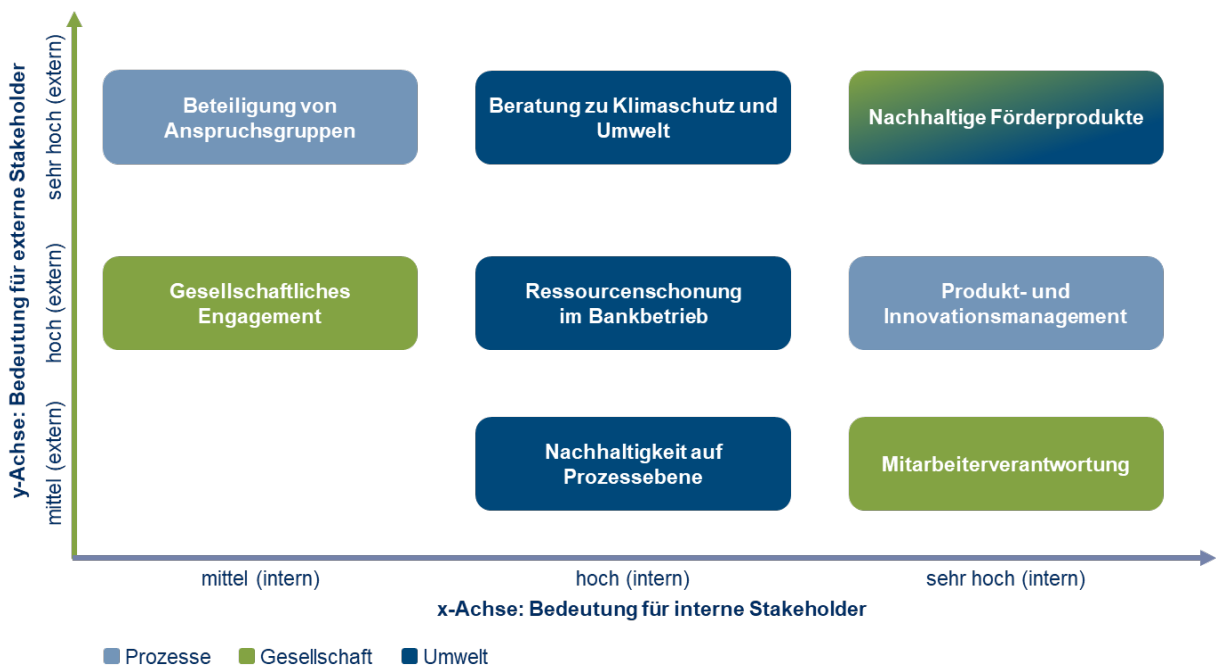 y-Achse: Bedeutung für externe Stakeholder
sehr hoch (extern)
Beteiligung von
Anspruchsgruppen
Beratung zu Klimaschutz und
Umwelt
Nachhaltige Förderprodukte
hoch (extern)
Gesellschaftliches
Engagement
Ressourcenschonung
im Bankbetrieb
Produkt- und
Innovationsmanagement
mittel (extern)
Nachhaltigkeit auf
Prozessebene
Mitarbeiterverantwortung
mittel (intern)
hoch (intern)
sehr hoch (intern)
x-Achse: Bedeutung für interne Stakeholder
Prozesse
Gesellschaft
Umwelt